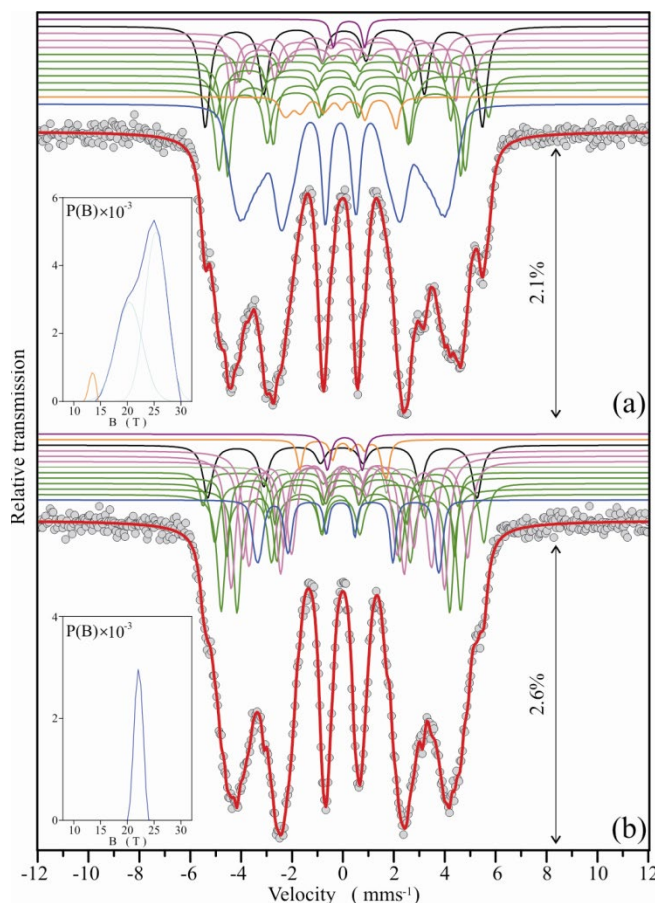 (a)
6
P(B)×10⁻³
4
2
0
10 15 20 25 30
B (T)
2.1%
Relative transmission
4
P(B)×10⁻³
2
0
10 15 20 25 30
B (T)
2.6%
(b)
-12 -10 -8 -6 -4 -2 0 2 4 6 8 10 12
Velocity ( mms⁻¹)